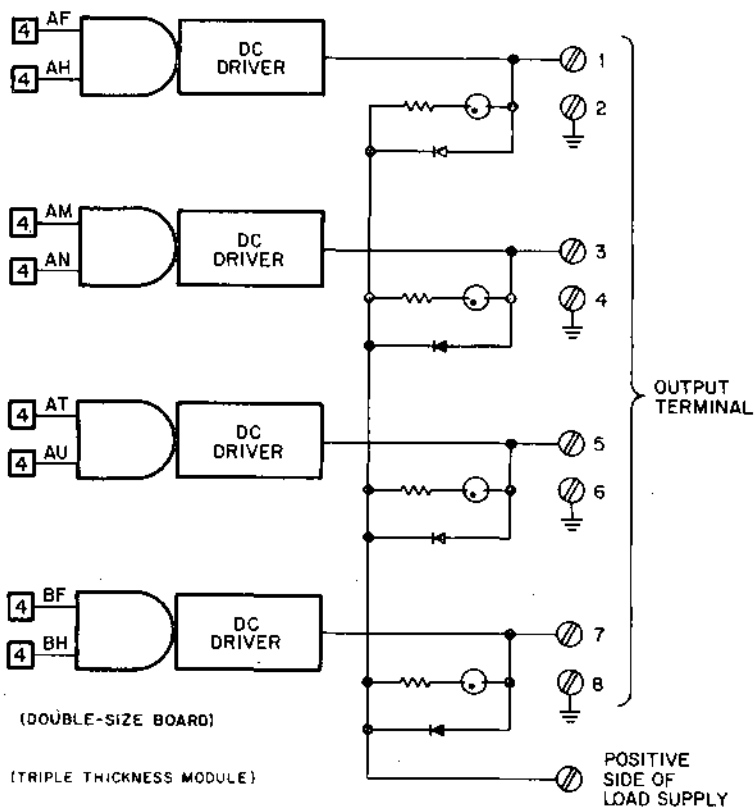 4 AF
4 AH
DC
DRIVER
1
2
4 AM
4 AN
DC
DRIVER
3
4
OUTPUT
TERMINAL
4 AT
4 AU
DC
DRIVER
5
6
4 BF
4 BH
DC
DRIVER
7
8
(DOUBLE-SIZE BOARD)
(TRIPLE THICKNESS MODULE)
POSITIVE
SIDE OF
LOAD SUPPLY